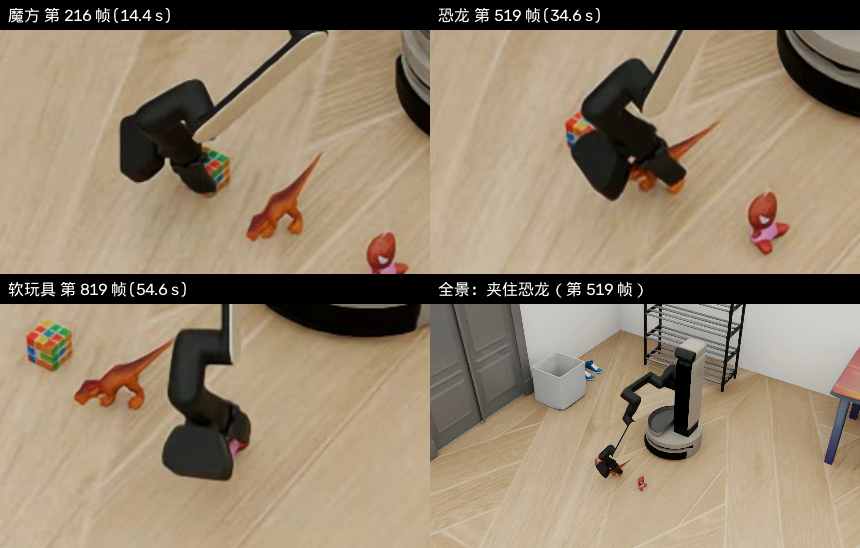 魔方 第 216 帧 (14.4 s)
恐龙 第 519 帧 (34.6 s)
软玩具 第 819 帧 (54.6 s)
全景：夹住恐龙（第 519 帧）